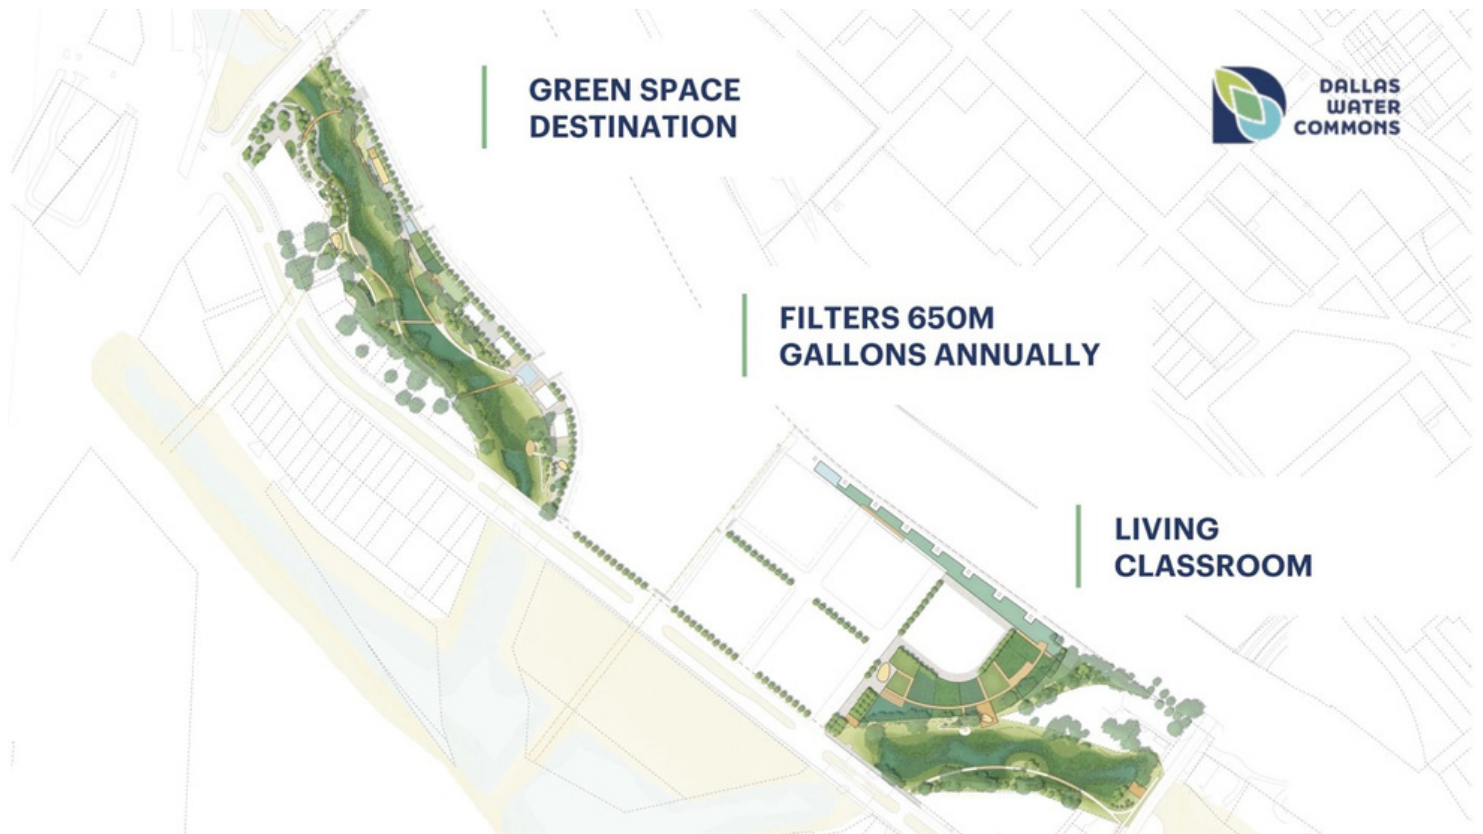 GREEN SPACE
DESTINATION
DALLAS
WATER
COMMONS
FILTERS 650M
GALLONS ANNUALLY
LIVING
CLASSROOM